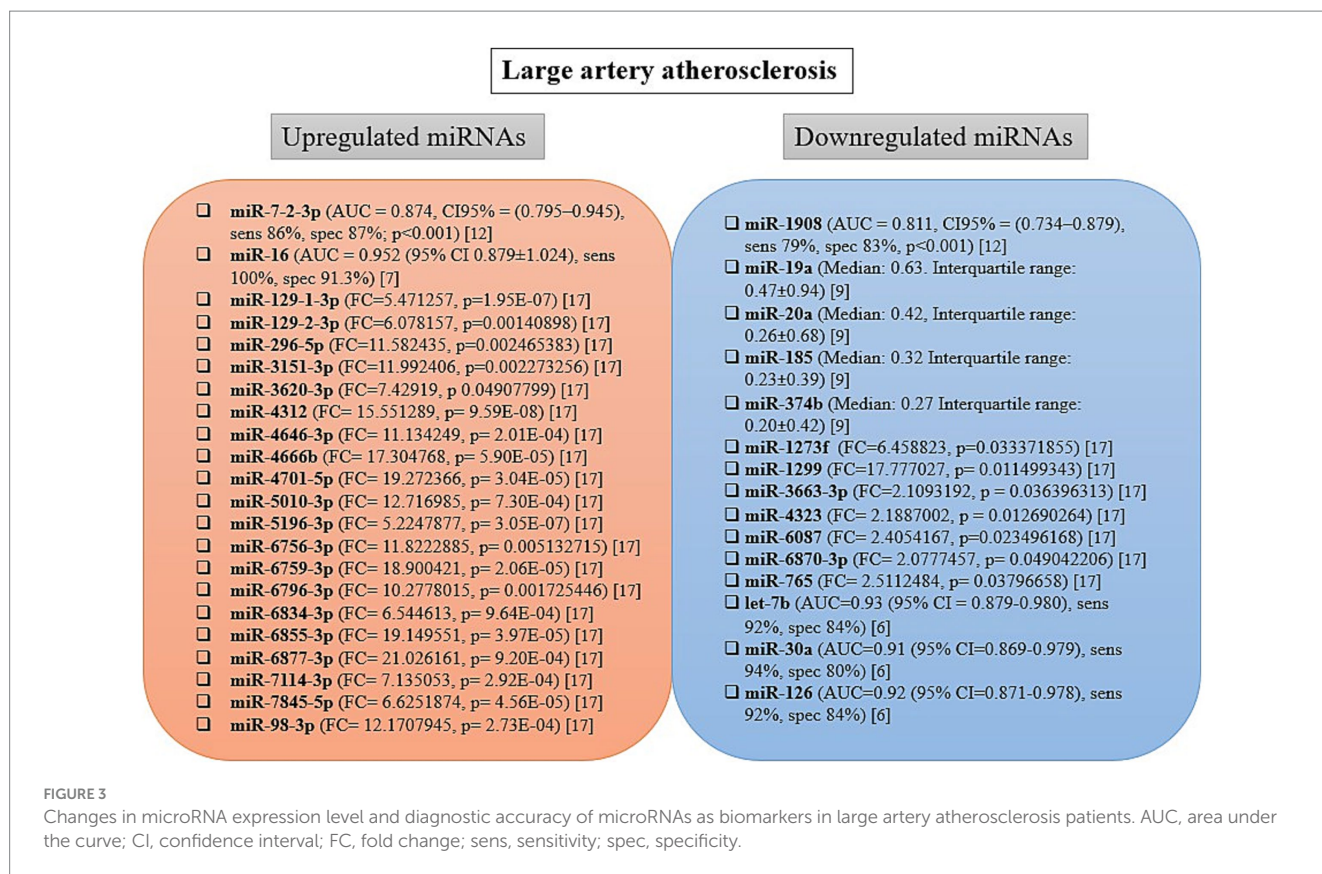 Large artery atherosclerosis
Upregulated miRNAs
miR-7-2-3p (AUC = 0.874, CI95% = (0.795–0.945),
sens 86%, spec 87%; p<0.001) [12]
miR-16 (AUC = 0.952 (95% CI 0.879±1.024), sens
100%, spec 91.3%) [7]
miR-129-1-3p (FC=5.471257, p=1.95E-07) [17]
miR-129-2-3p (FC=6.078157, p=0.00140898) [17]
miR-296-5p (FC=11.582435, p=0.002465383) [17]
miR-3151-3p (FC=11.992406, p=0.002273256) [17]
miR-3620-3p (FC=7.42919, p 0.04907799) [17]
miR-4312 (FC= 15.551289, p= 9.59E-08) [17]
miR-4646-3p (FC= 11.134249, p= 2.01E-04) [17]
miR-4666b (FC= 17.304768, p= 5.90E-05) [17]
miR-4701-5p (FC= 19.272366, p= 3.04E-05) [17]
miR-5010-3p (FC= 12.716985, p= 7.30E-04) [17]
miR-5196-3p (FC= 5.2247877, p= 3.05E-07) [17]
miR-6756-3p (FC= 11.8222885, p= 0.005132715) [17]
miR-6759-3p (FC= 18.900421, p= 2.06E-05) [17]
miR-6796-3p (FC= 10.2778015, p= 0.001725446) [17]
miR-6834-3p (FC= 6.544613, p= 9.64E-04) [17]
miR-6855-3p (FC= 19.149551, p= 3.97E-05) [17]
miR-6877-3p (FC= 21.026161, p= 9.20E-04) [17]
miR-7114-3p (FC= 7.135053, p= 2.92E-04) [17]
miR-7845-5p (FC= 6.6251874, p= 4.56E-05) [17]
miR-98-3p (FC= 12.1707945, p= 2.73E-04) [17]
Downregulated miRNAs
miR-1908 (AUC = 0.811, CI95% = (0.734–0.879),
sens 79%, spec 83%, p<0.001) [12]
miR-19a (Median: 0.63. Interquartile range:
0.47±0.94) [9]
miR-20a (Median: 0.42, Interquartile range:
0.26±0.68) [9]
miR-185 (Median: 0.32 Interquartile range:
0.23±0.39) [9]
miR-374b (Median: 0.27 Interquartile range:
0.20±0.42) [9]
miR-1273f (FC=6.458823, p=0.033371855) [17]
miR-1299 (FC=17.777027, p= 0.011499343) [17]
miR-3663-3p (FC=2.1093192, p = 0.036396313) [17]
miR-4323 (FC= 2.1887002, p = 0.012690264) [17]
miR-6087 (FC= 2.4054167, p=0.023496168) [17]
miR-6870-3p (FC= 2.0777457, p= 0.049042206) [17]
miR-765 (FC= 2.5112484, p= 0.03796658) [17]
let-7b (AUC=0.93 (95% CI = 0.879-0.980), sens
92%, spec 84%) [6]
miR-30a (AUC=0.91 (95% CI=0.869-0.979), sens
94%, spec 80%) [6]
miR-126 (AUC=0.92 (95% CI=0.871-0.978), sens
92%, spec 84%) [6]
FIGURE 3
Changes in microRNA expression level and diagnostic accuracy of microRNAs as biomarkers in large artery atherosclerosis patients. AUC, area under
the curve; CI, confidence interval; FC, fold change; sens, sensitivity; spec, specificity.